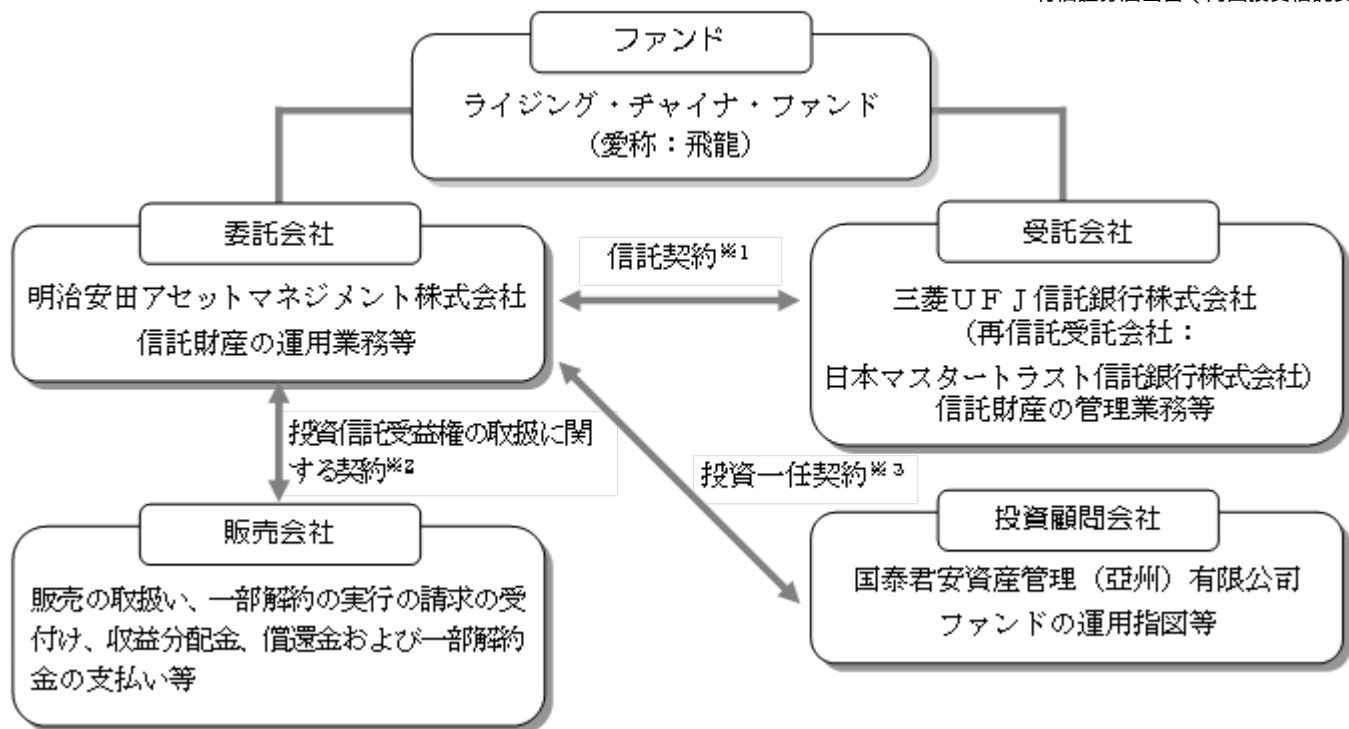 ファンド
ライジング・チャイナ・ファンド
(愛称：飛龍)
委託会社
明治安田アセットマネジメント株式会社
信託財産の運用業務等
信託契約※1
受託会社
三菱ＵＦＪ信託銀行株式会社
(再信託受託会社：
日本マスタートラスト信託銀行株式会社)
信託財産の管理業務等
投資信託受益権の取扱に関
する契約※2
投資一任契約※3
販売会社
販売の取扱い、一部解約の実行の請求の受
付け、収益分配金、償還金および一部解約
金の支払い等
投資顧問会社
国泰君安資産管理（亞州）有限公司
ファンドの運用指図等